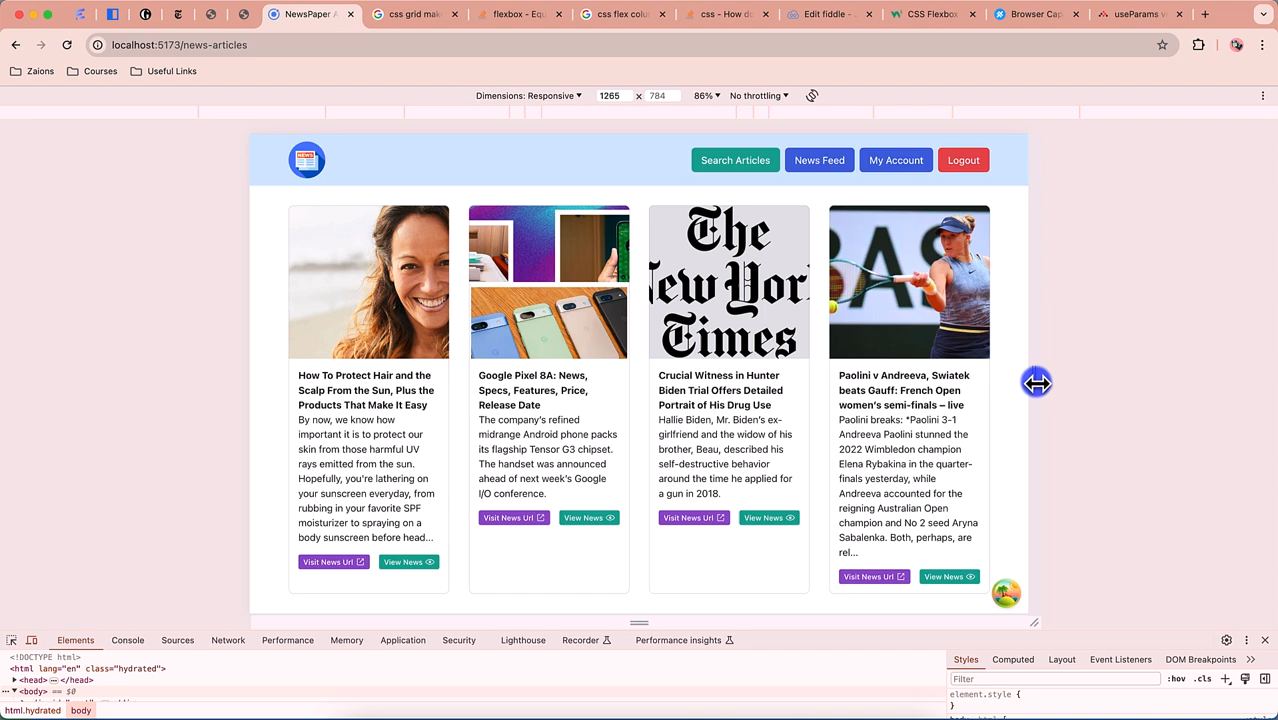 NewsPaper A
css grid mak
flexbox - Equ
css flex colu
css - How do
Edit fiddle -
CSS Flexbox
Browser Cap
useParams v
localhost:5173/news-articles
Zaions
Courses
Useful Links
Dimensions: Responsive
1265 × 784
86%
No throttling
NEWS
Search Articles
News Feed
My Account
Logout
The
New York
Times
How To Protect Hair and the
Scalp From the Sun, Plus the
Products That Make It Easy
By now, we know how
important it is to protect our
skin from those harmful UV
rays emitted from the sun.
Hopefully, you're lathering on
your sunscreen everyday, from
rubbing in your favorite SPF
moisturizer to spraying on a
body sunscreen before head...
Visit News Url
View News
Google Pixel 8A: News,
Specs, Features, Price,
Release Date
The company's refined
midrange Android phone packs
its flagship Tensor G3 chipset.
The handset was announced
ahead of next week's Google
I/O conference.
Visit News Url
View News
Crucial Witness in Hunter
Biden Trial Offers Detailed
Portrait of His Drug Use
Hallie Biden, Mr. Biden's ex-
girlfriend and the widow of his
brother, Beau, described his
self-destructive behavior
around the time he applied for
a gun in 2018.
Visit News Url
View News
Paolini v Andreeva, Swiatek
beats Gauff: French Open
women's semi-finals – live
Paolini breaks: *Paolini 3-1
Andreeva Paolini stunned the
2022 Wimbledon champion
Elena Rybakina in the quarter-
finals yesterday, while
Andreeva accounted for the
reigning Australian Open
champion and No 2 seed Aryna
Sabalenka. Both, perhaps, are
rel...
Visit News Url
View News
Elements
Console
Sources
Network
Performance
Memory
Application
Security
Lighthouse
Recorder
Performance insights
<!DOCTYPE html>
<html lang="en" class="hydrated">
<head> ... </head>
<body> == $0
html.hydrated
body
Styles
Computed
Layout
Event Listeners
DOM Breakpoints
Filter
:hov
.cls
element.style {
}